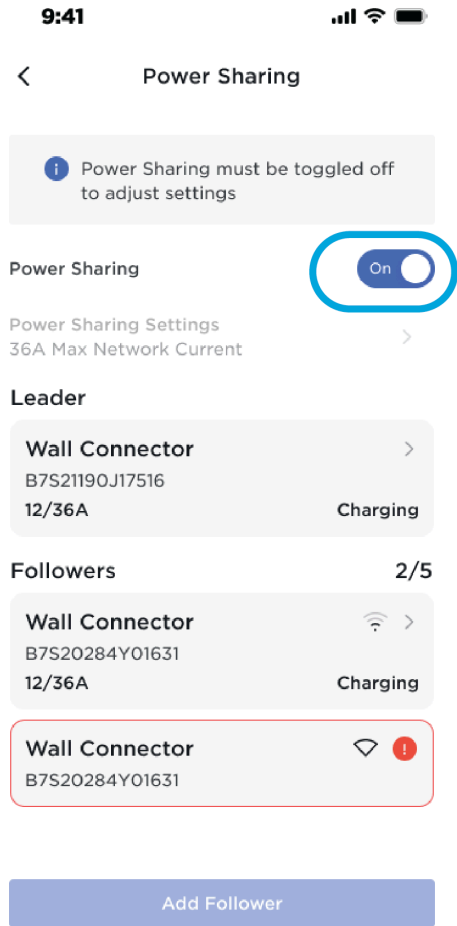 9:41
Power Sharing
Power Sharing must be toggled off
to adjust settings
Power Sharing
On
Power Sharing Settings
36A Max Network Current
Leader
Wall Connector
B7S21190J17516
12/36A Charging
Followers 2/5
Wall Connector
B7S20284Y01631
12/36A Charging
Wall Connector
B7S20284Y01631
Add Follower